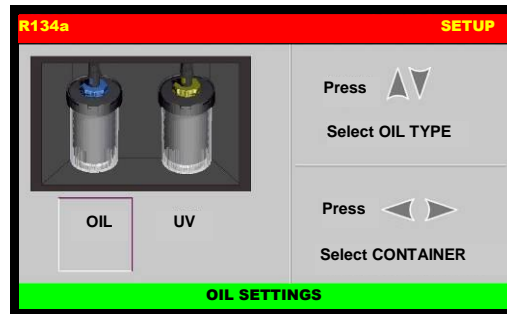 R134a SETUP
Press
Select OIL TYPE
OIL UV
Press
Select CONTAINER
OIL SETTINGS